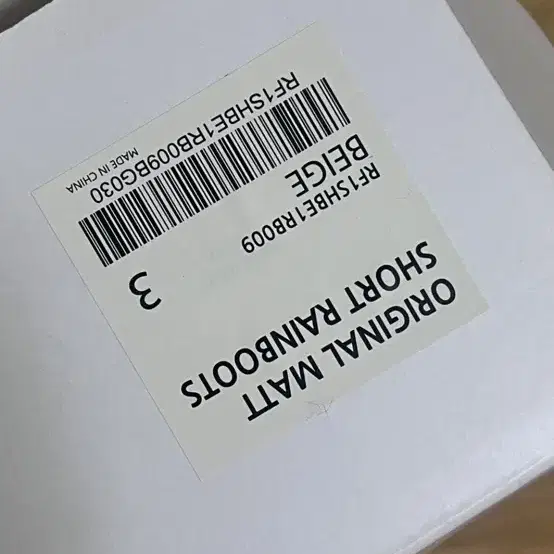 ORIGINAL MATT
SHORT RAINBOOTS
RF1SHBE1RB009
BEIGE
3
RF1SHBE1RB009BG030
MADE IN CHINA